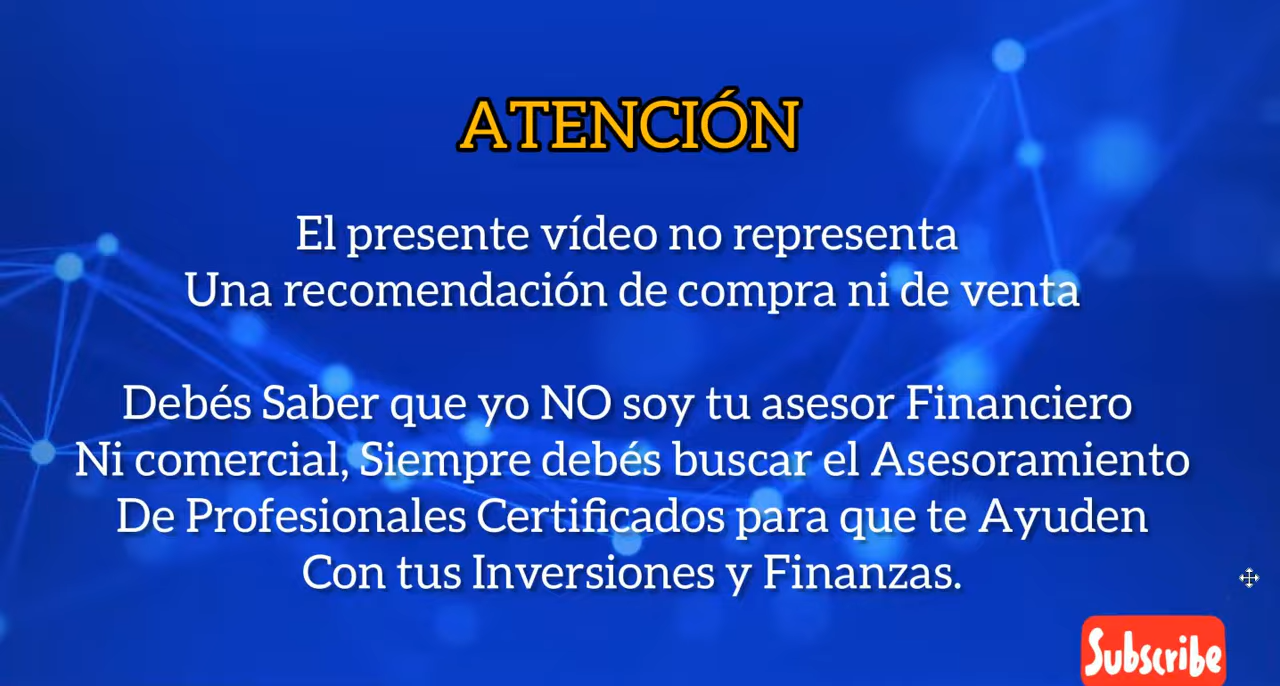 ATENCIÓN
El presente vídeo no representa
Una recomendación de compra ni de venta
Debés Saber que yo NO soy tu asesor Financiero
Ni comercial, Siempre debés buscar el Asesoramiento
De Profesionales Certificados para que te Ayuden
Con tus Inversiones y Finanzas.
Subscribe